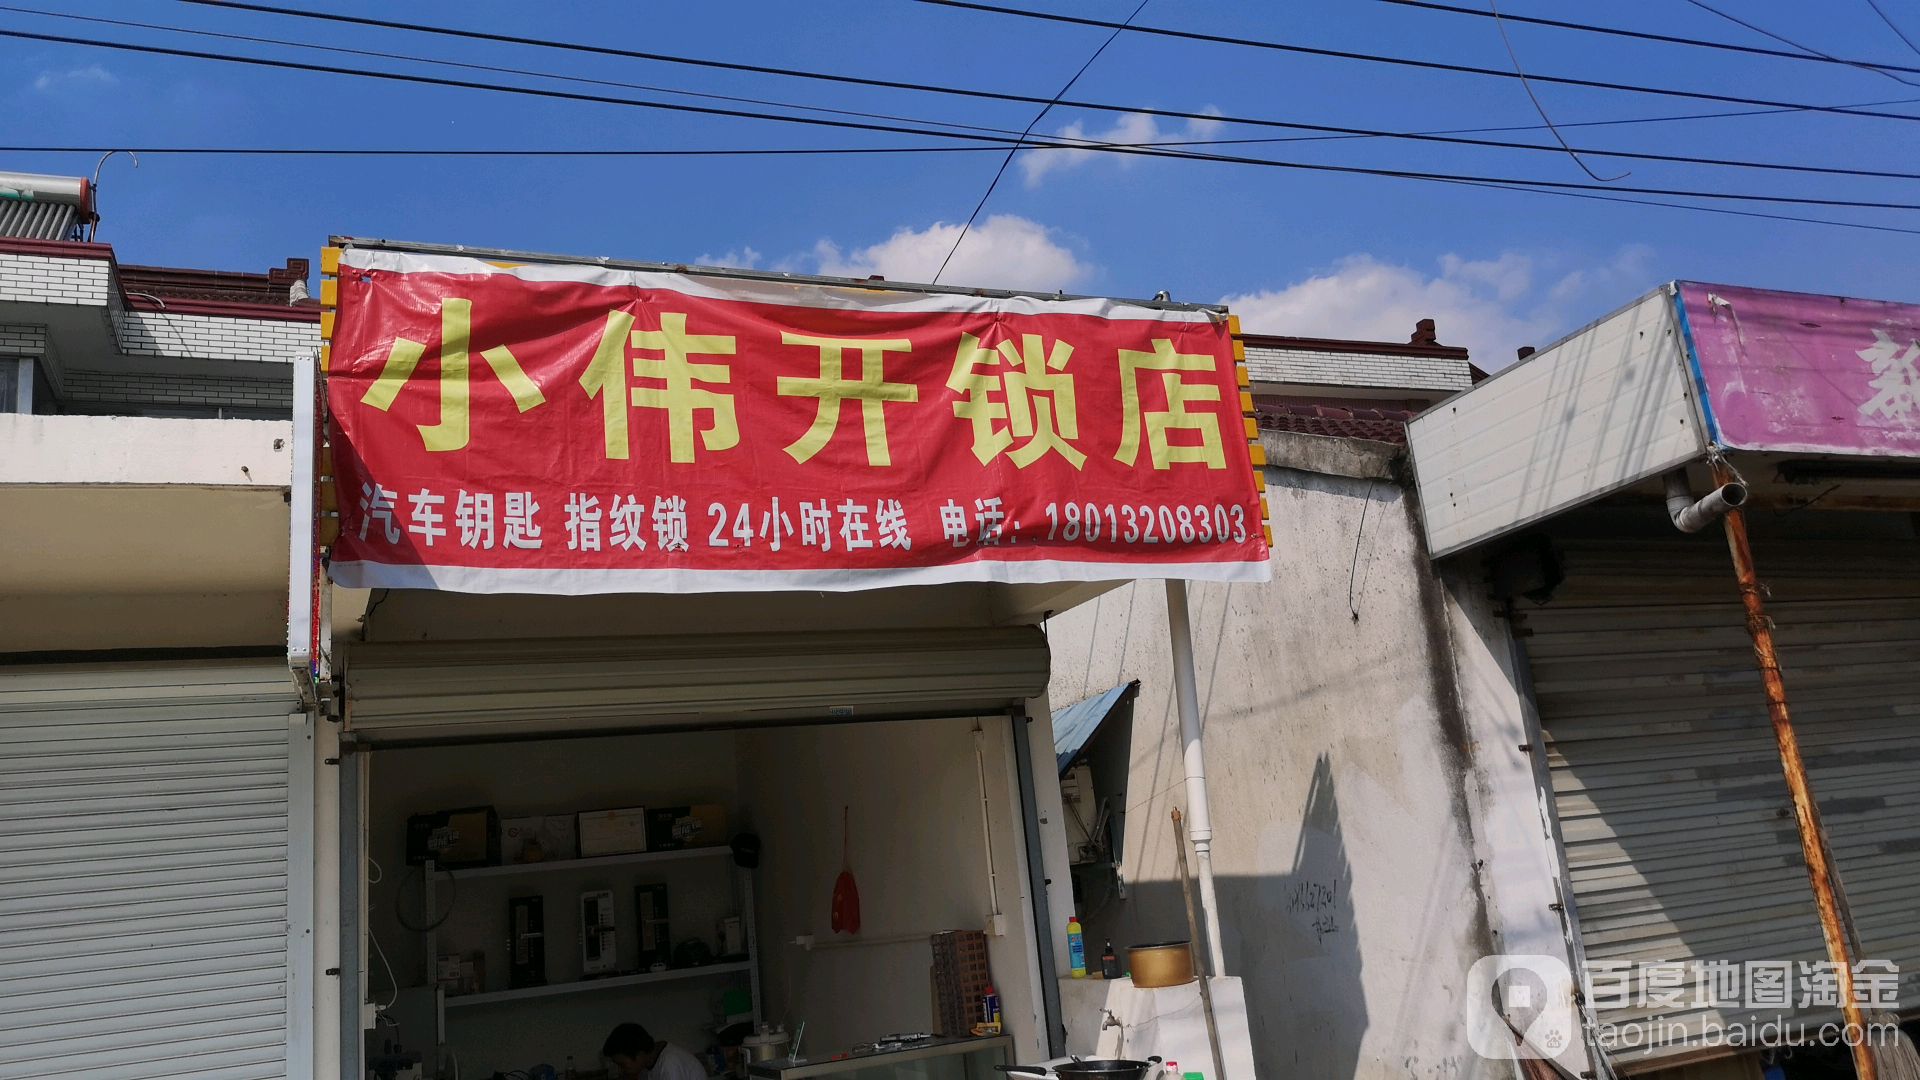 小伟开锁店
汽车钥匙 指纹锁 24小时在线 电话：18013208303
新
百度地图淘金
taojin.baidu.com